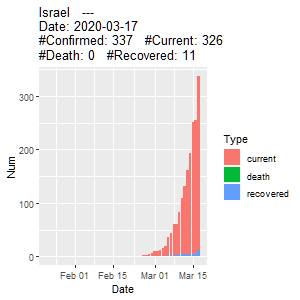 Israel   ---
Date: 2020-03-17
#Confirmed: 337   #Current: 326
#Death: 0   #Recovered: 11
300
200
100
0
Num
Feb 01
Feb 15
Mar 01
Mar 15
Date
Type
current
death
recovered